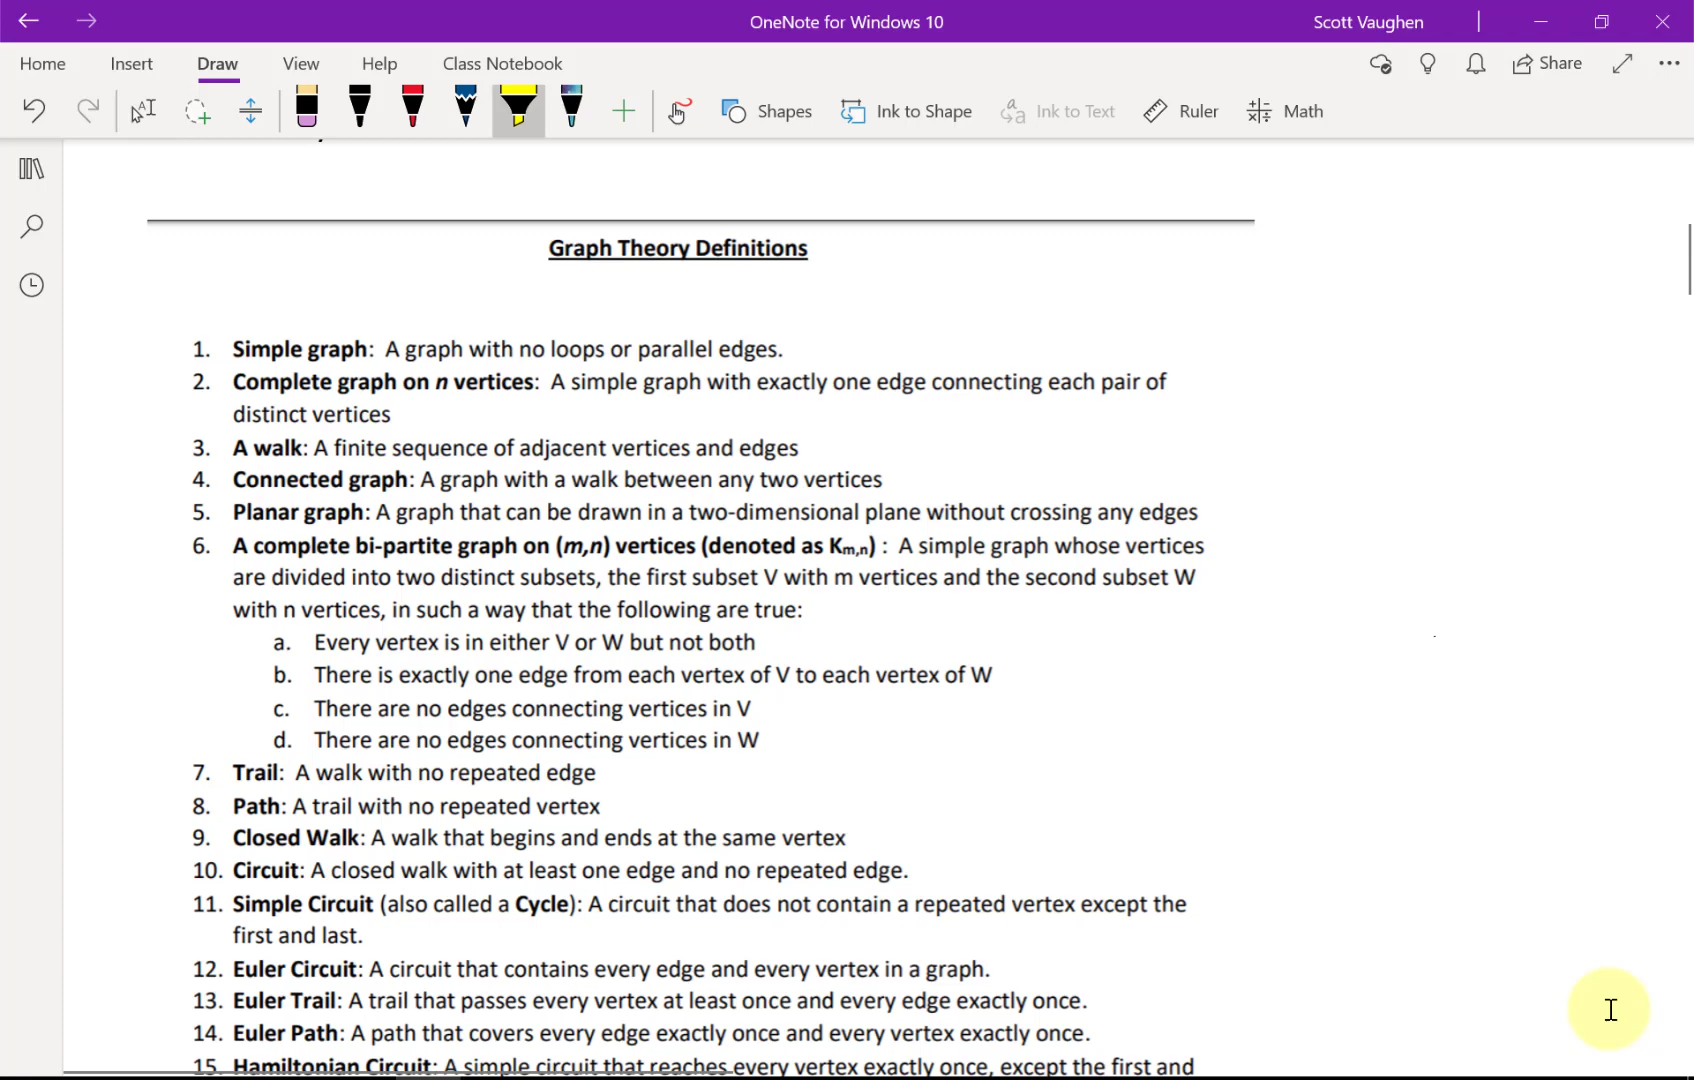 OneNote for Windows 10
Scott Vaughen
Home Insert Draw View Help Class Notebook
Share
Shapes Ink to Shape Ink to Text Ruler Math
Graph Theory Definitions
1. Simple graph: A graph with no loops or parallel edges.
2. Complete graph on n vertices: A simple graph with exactly one edge connecting each pair of
distinct vertices
3. A walk: A finite sequence of adjacent vertices and edges
4. Connected graph: A graph with a walk between any two vertices
5. Planar graph: A graph that can be drawn in a two-dimensional plane without crossing any edges
6. A complete bi-partite graph on (m,n) vertices (denoted as Km,n) : A simple graph whose vertices
are divided into two distinct subsets, the first subset V with m vertices and the second subset W
with n vertices, in such a way that the following are true:
a. Every vertex is in either V or W but not both
b. There is exactly one edge from each vertex of V to each vertex of W
c. There are no edges connecting vertices in V
d. There are no edges connecting vertices in W
7. Trail: A walk with no repeated edge
8. Path: A trail with no repeated vertex
9. Closed Walk: A walk that begins and ends at the same vertex
10. Circuit: A closed walk with at least one edge and no repeated edge.
11. Simple Circuit (also called a Cycle): A circuit that does not contain a repeated vertex except the
first and last.
12. Euler Circuit: A circuit that contains every edge and every vertex in a graph.
13. Euler Trail: A trail that passes every vertex at least once and every edge exactly once.
14. Euler Path: A path that covers every edge exactly once and every vertex exactly once.
15. Hamiltonian Circuit: A simple circuit that reaches every vertex exactly once, except the first and